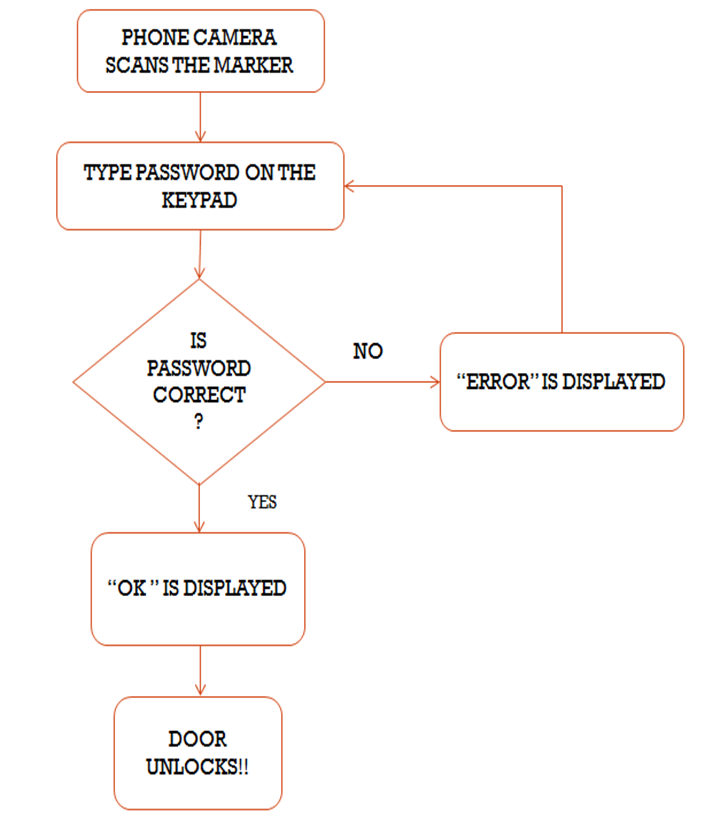 PHONE CAMERA
SCANS THE MARKER
TYPE PASSWORD ON THE
KEYPAD
IS
PASSWORD
CORRECT
?
NO
“ERROR” IS DISPLAYED
YES
“OK ” IS DISPLAYED
DOOR
UNLOCKS!!